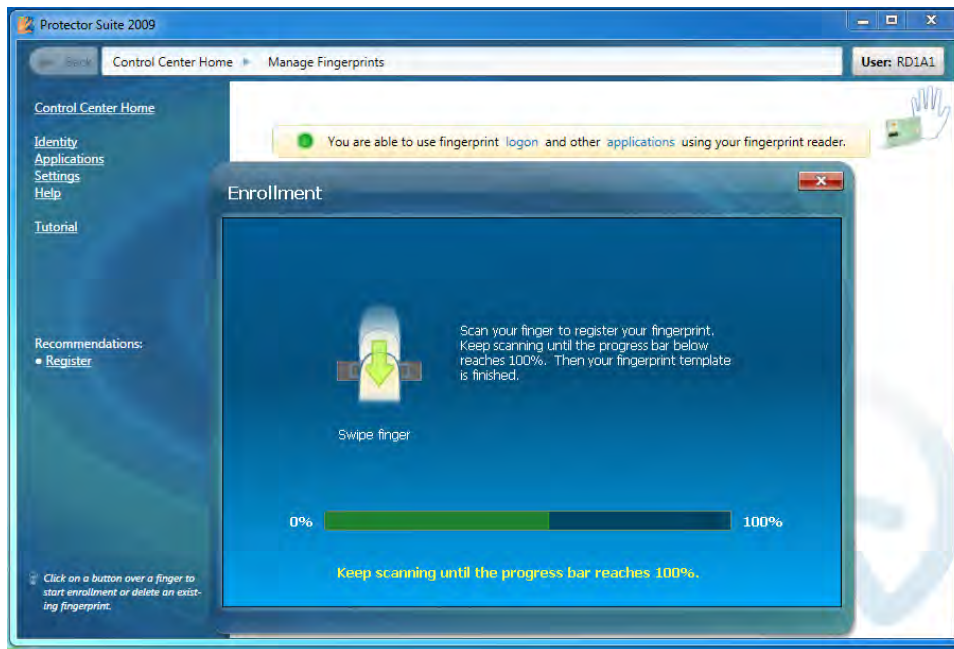 Protector Suite 2009
Back
Control Center Home
Manage Fingerprints
User: RD1A1
Control Center Home
Identity
Applications
Settings
Help
Tutorial
Recommendations:
• Register
Click on a button over a finger to
start enrollment or delete an exist-
ing fingerprint.
You are able to use fingerprint logon and other applications using your fingerprint reader.
Enrollment
Scan your finger to register your fingerprint.
Keep scanning until the progress bar below
reaches 100%. Then your fingerprint template
is finished.
Swipe finger
0%
100%
Keep scanning until the progress bar reaches 100%.